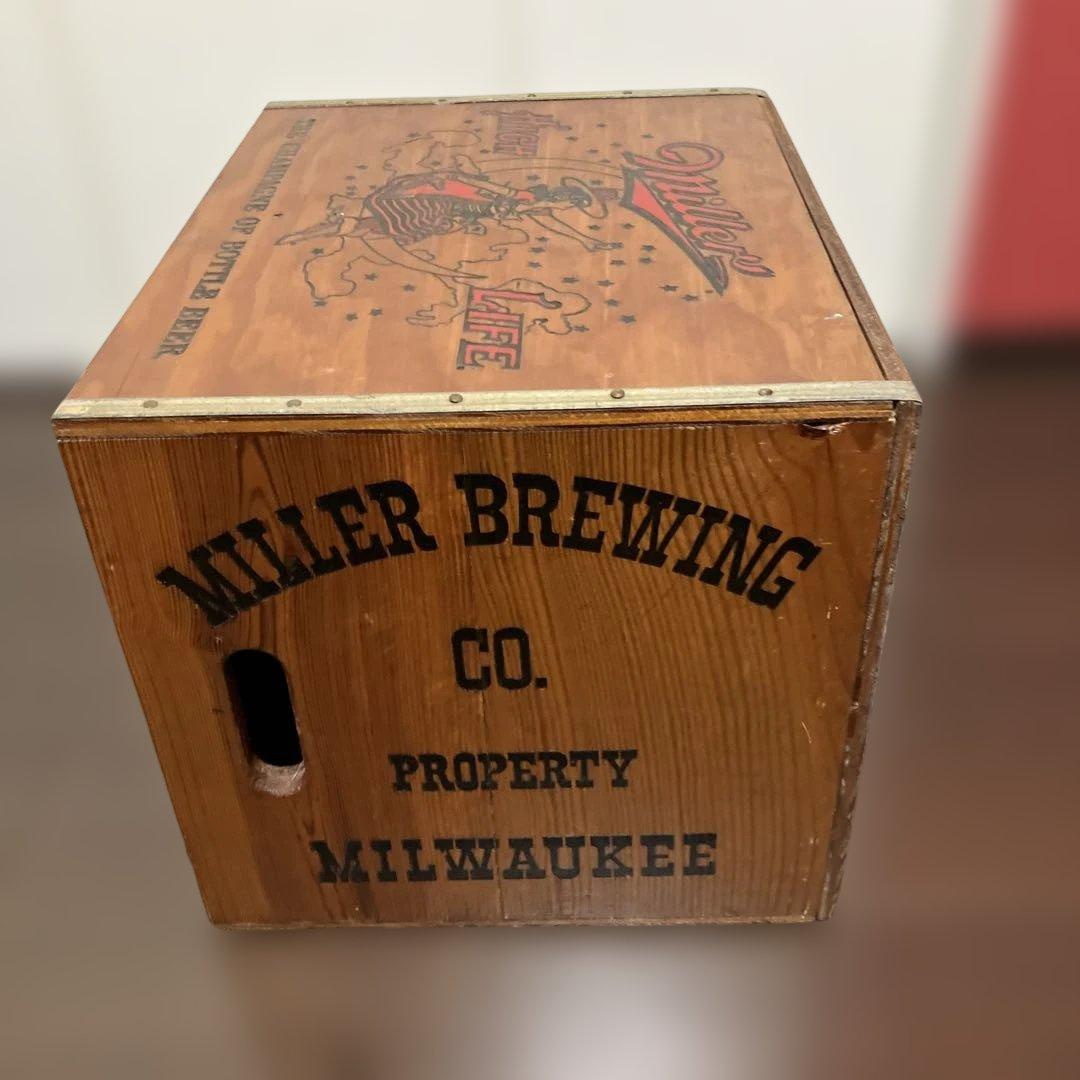 Miller
HIGH
LIFE
THE CHAMPAGNE OF BOTTLE BEER
MILLER BREWING
CO.
PROPERTY
MILWAUKEE